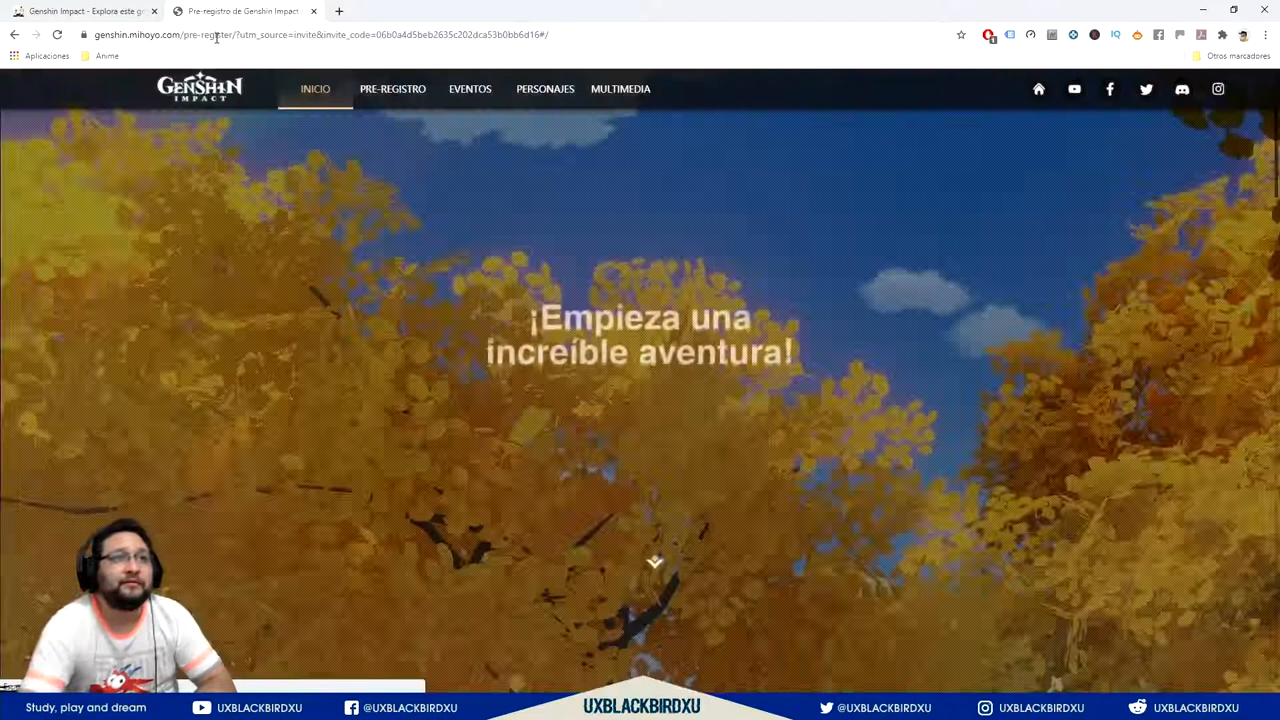 Genshin Impact - Explora este g
Pre-registro de Genshin Impact
genshin.mihoyo.com/pre-register/?utm_source=invite&invite_code=06b0a4d5beb2635c202dca53b0bb6d16#/
Aplicaciones
Anime
Otros marcadores
GENSHIN
IMPACT
INICIO
PRE-REGISTRO
EVENTOS
PERSONAJES
MULTIMEDIA
¡Empieza una
increíble aventura!
Study, play and dream
UXBLACKBIRDXU
@UXBLACKBIRDXU
UXBLACKBIRDXU
@UXBLACKBIRDXU
UXBLACKBIRDXU
UXBLACKBIRDXU